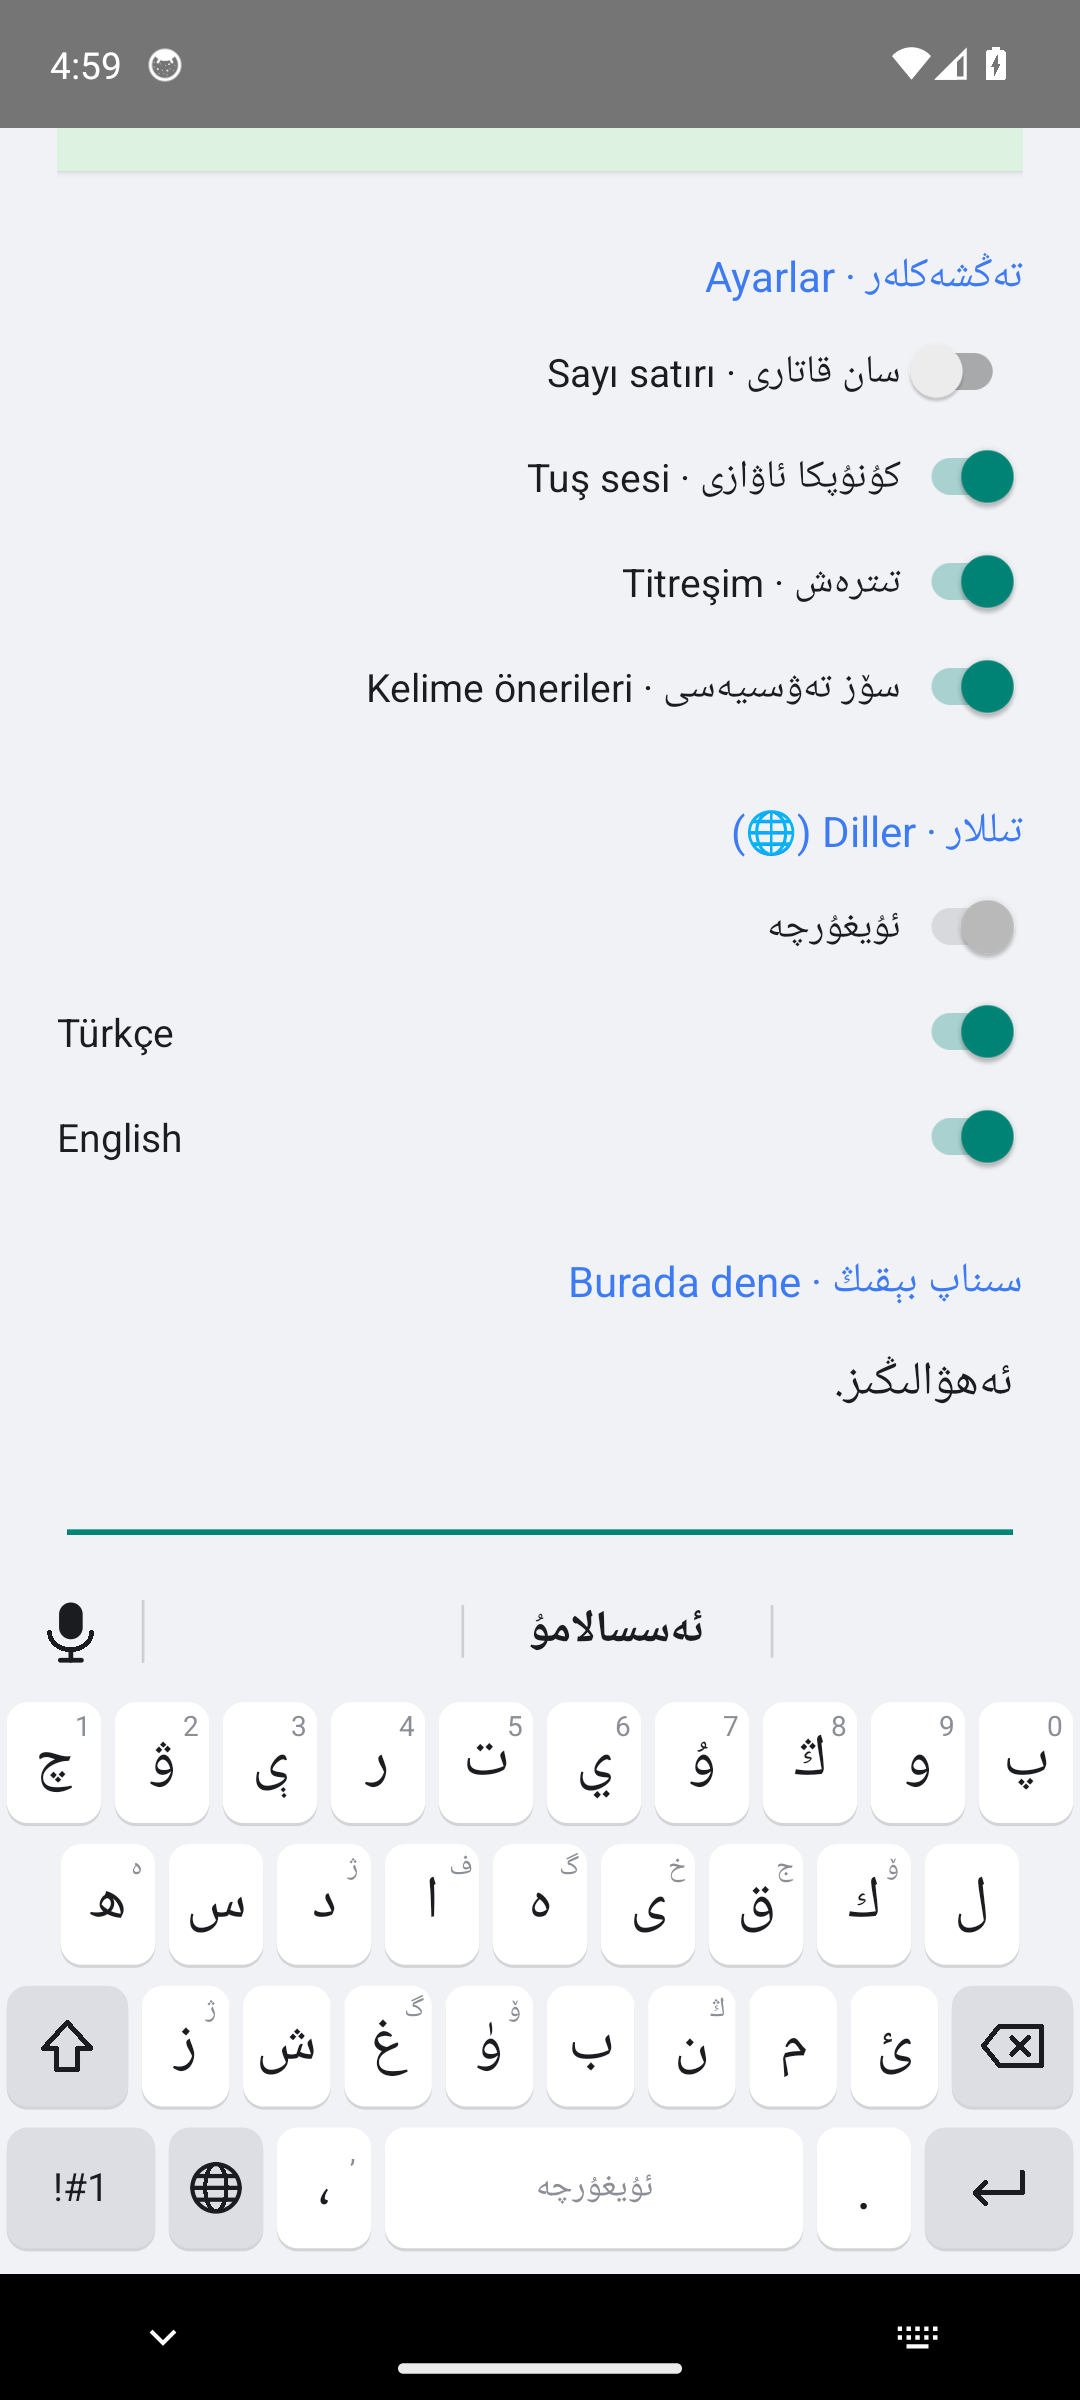 4:59
تەڭشەكلەر · Ayarlar
سان قاتارى · Sayı satırı
كۇنۇپكا ئاۋازى · Tuş sesi
تىترەش · Titreşim
سۆز تەۋسىيەسى · Kelime önerileri
تىللار · Diller (🌐)
ئۇيغۇرچە
Türkçe
English
سىناپ بېقىڭ · Burada dene
ئەھۋالىڭىز.
ئەسسالامۇ
چ 1 ۋ 2 ې 3 ر 4 ت 5 ي 6 ۇ 7 ڭ 8 و 9 پ 0
ھ ە س د ژ ا ف ە گ ى خ ق ج ك ۆ ل
ز ژ ش غ گ ۈ ۆ ب ن ڭ م ئ
!#1 ، ’ ئۇيغۇرچە .